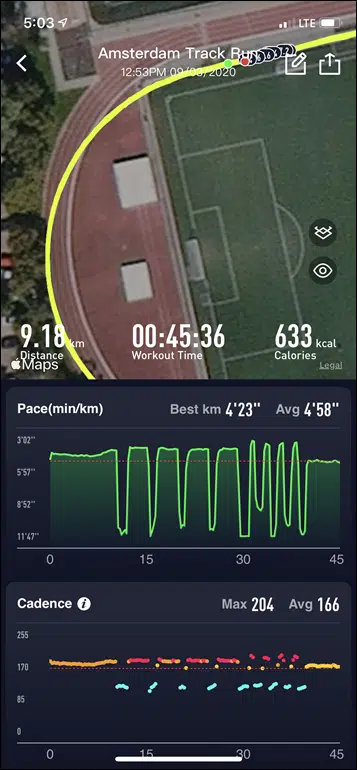 5:03
LTE
Amsterdam Track Run
12:53PM 09/03/2020
9.18 km
00:45:36
633 kcal
Distance
Workout Time
Calories
Maps
Legal
Pace(min/km)
Best km 4'23" Avg 4'58"
3'02"
5'57"
8'52"
11'47"
0 15 30 45
Cadence
Max 204 Avg 166
255
170
85
0
0 15 30 45